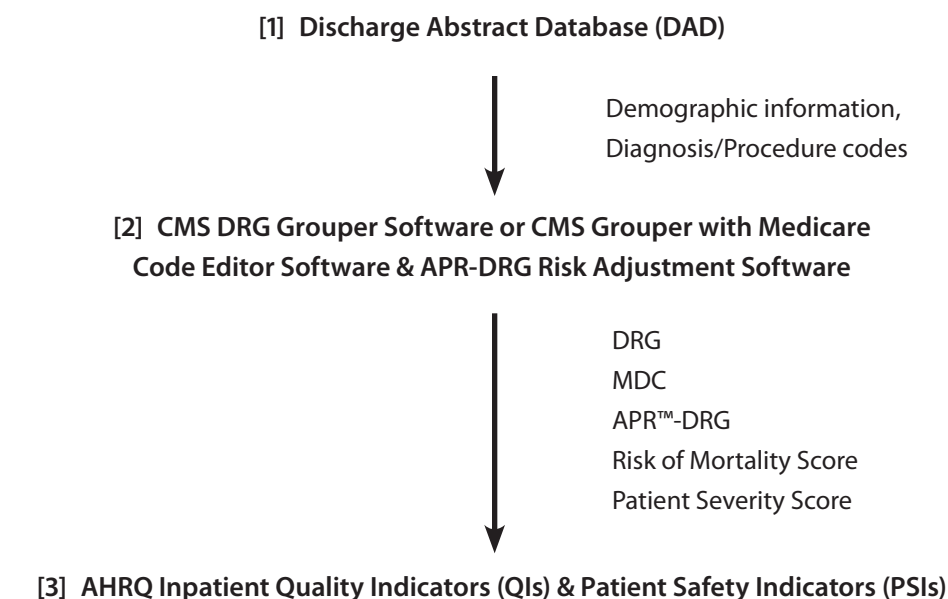 [1] Discharge Abstract Database (DAD)
Demographic information,
Diagnosis/Procedure codes
[2] CMS DRG Grouper Software or CMS Grouper with Medicare
Code Editor Software & APR-DRG Risk Adjustment Software
DRG
MDC
APR™-DRG
Risk of Mortality Score
Patient Severity Score
[3] AHRQ Inpatient Quality Indicators (QIs) & Patient Safety Indicators (PSIs)